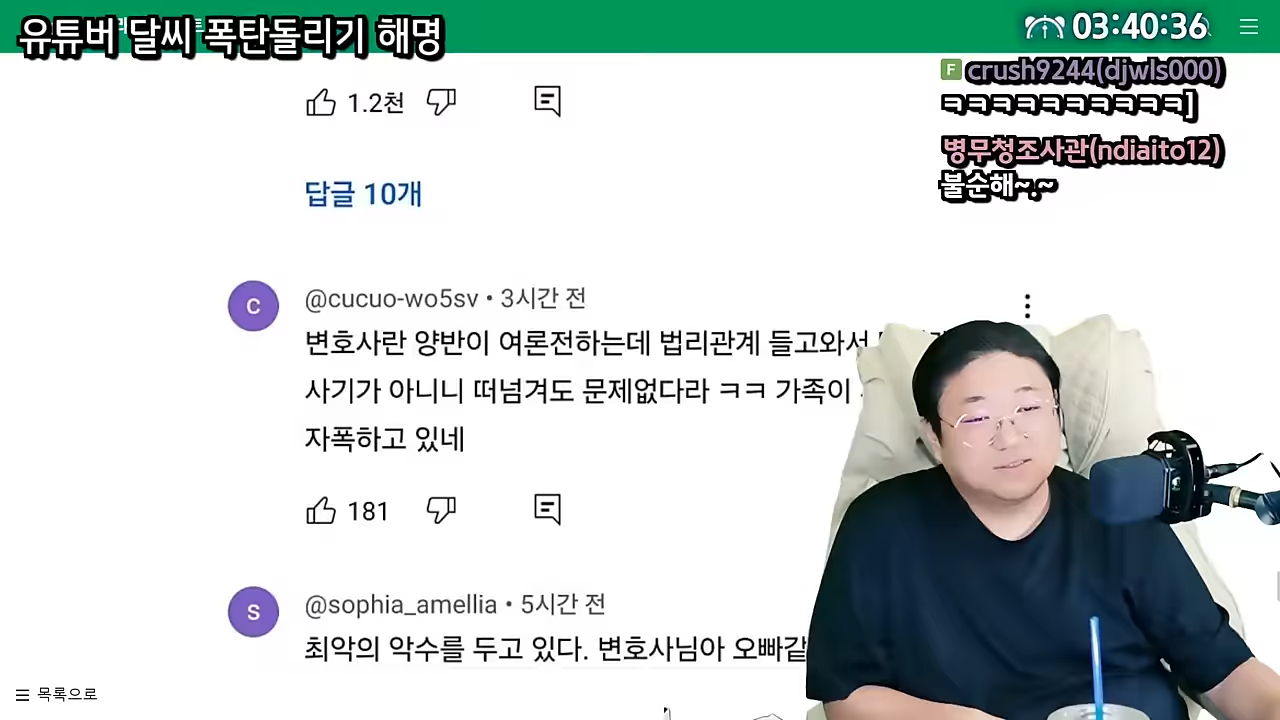 유튜버 달씨 폭탄돌리기 해명
03:40:36
F crush9244(djwls000)
ㅋㅋㅋㅋㅋㅋㅋㅋㅋㅋ]
병무청조사관(ndiaito12)
불순해~.~
1.2천
답글 10개
C
@cucuo-wo5sv • 3시간 전
변호사란 양반이 여론전하는데 법리관계 들고와서
사기가 아니니 떠넘겨도 문제없다라 ㅋㅋ 가족이
자폭하고 있네
181
S
@sophia_amellia • 5시간 전
최악의 악수를 두고 있다. 변호사님아 오빠같
목록으로